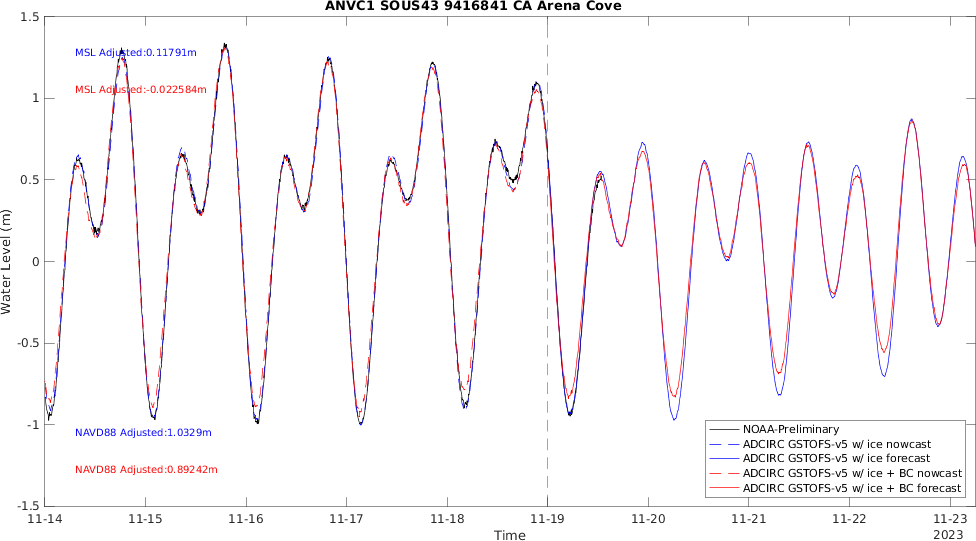 ANVC1 SOUS43 9416841 CA Arena Cove
Water Level (m)
1.5
1
0.5
0
-0.5
-1
-1.5
MSL Adjusted:0.11791m
MSL Adjusted:-0.022584m
NAVD88 Adjusted:1.0329m
NAVD88 Adjusted:0.89242m
NOAA-Preliminary
ADCIRC GSTOFS-v5 w/ ice nowcast
ADCIRC GSTOFS-v5 w/ ice forecast
ADCIRC GSTOFS-v5 w/ ice + BC nowcast
ADCIRC GSTOFS-v5 w/ ice + BC forecast
11-14 11-15 11-16 11-17 11-18 11-19 11-20 11-21 11-22 11-23
Time
2023